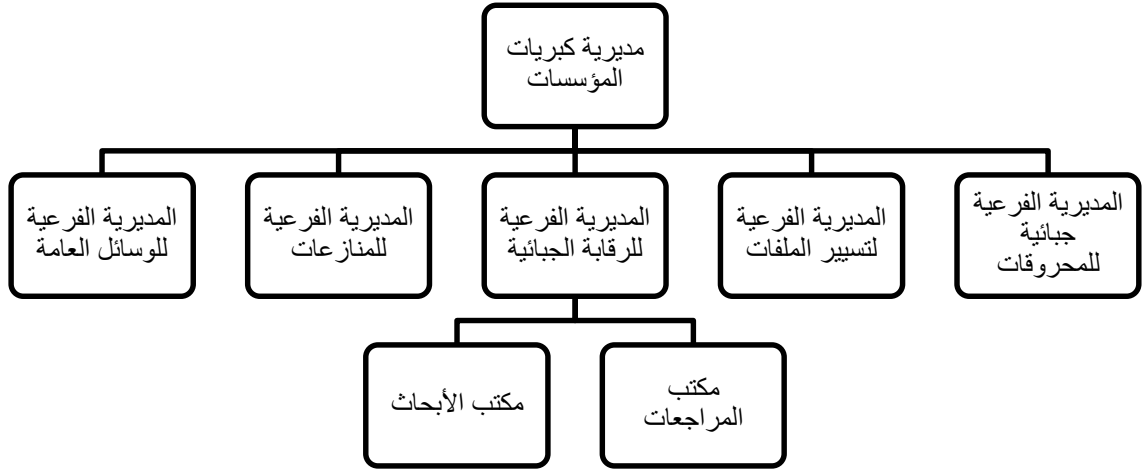 مديرية كبريات
المؤسسات
المديرية الفرعية
جبائية
للمحروقات
المديرية الفرعية
لتسيير الملفات
المديرية الفرعية
للرقابة الجبائية
المديرية الفرعية
للمنازعات
المديرية الفرعية
للوسائل العامة
مكتب
المراجعات
مكتب الأبحاث